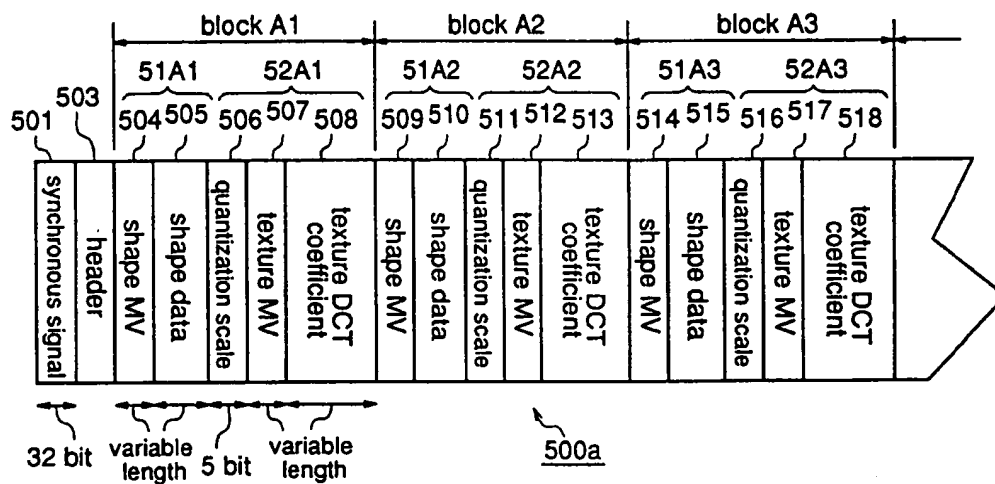 block A1 block A2 block A3
51A1 52A1 51A2 52A2 51A3 52A3
501 503 504 505 506 507 508 509 510 511 512 513 514 515 516 517 518
synchronous signal
header
shape MV
shape data
quantization scale
texture MV
texture DCT
coefficient
shape MV
shape data
quantization scale
texture MV
texture DCT
coefficient
shape MV
shape data
quantization scale
texture MV
texture DCT
coefficient
32 bit
variable
length
5 bit
variable
length
500a